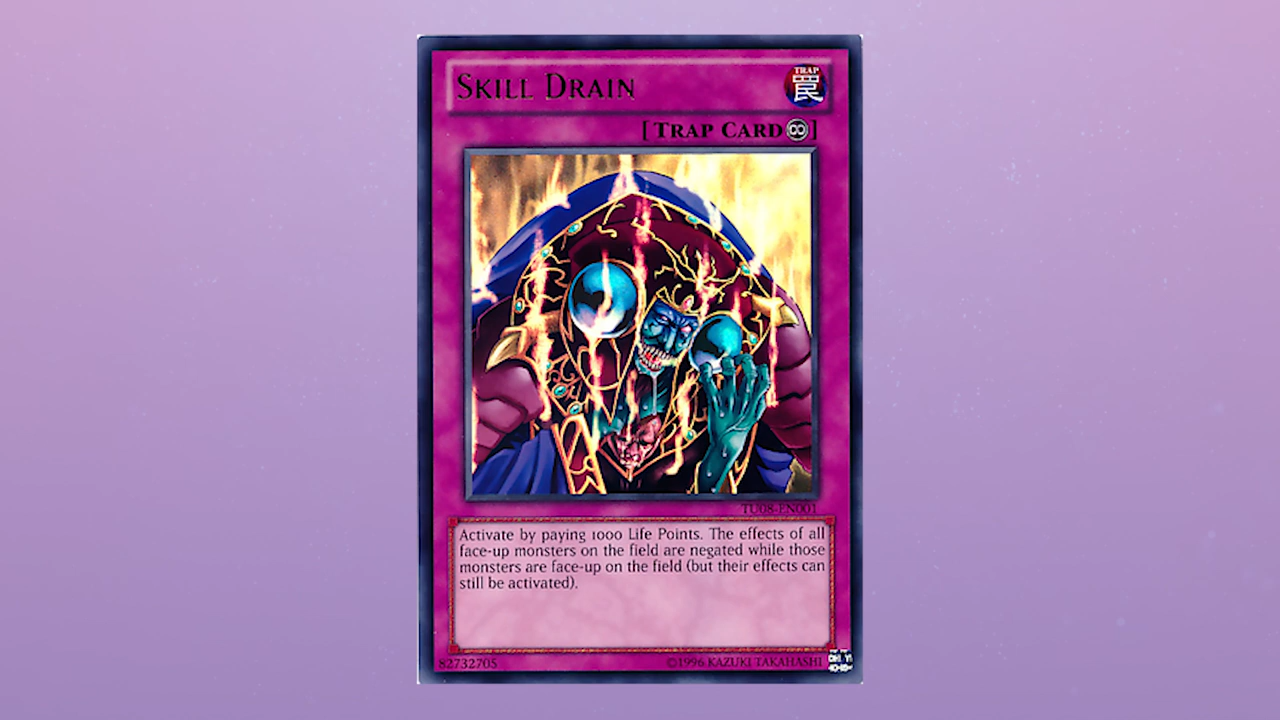 SKILL DRAIN
TRAP
罠
[ TRAP CARD ]
TU08-EN001
Activate by paying 1000 Life Points. The effects of all
face-up monsters on the field are negated while those
monsters are face-up on the field (but their effects can
still be activated).
82732705
©1996 KAZUKI TAKAHASHI